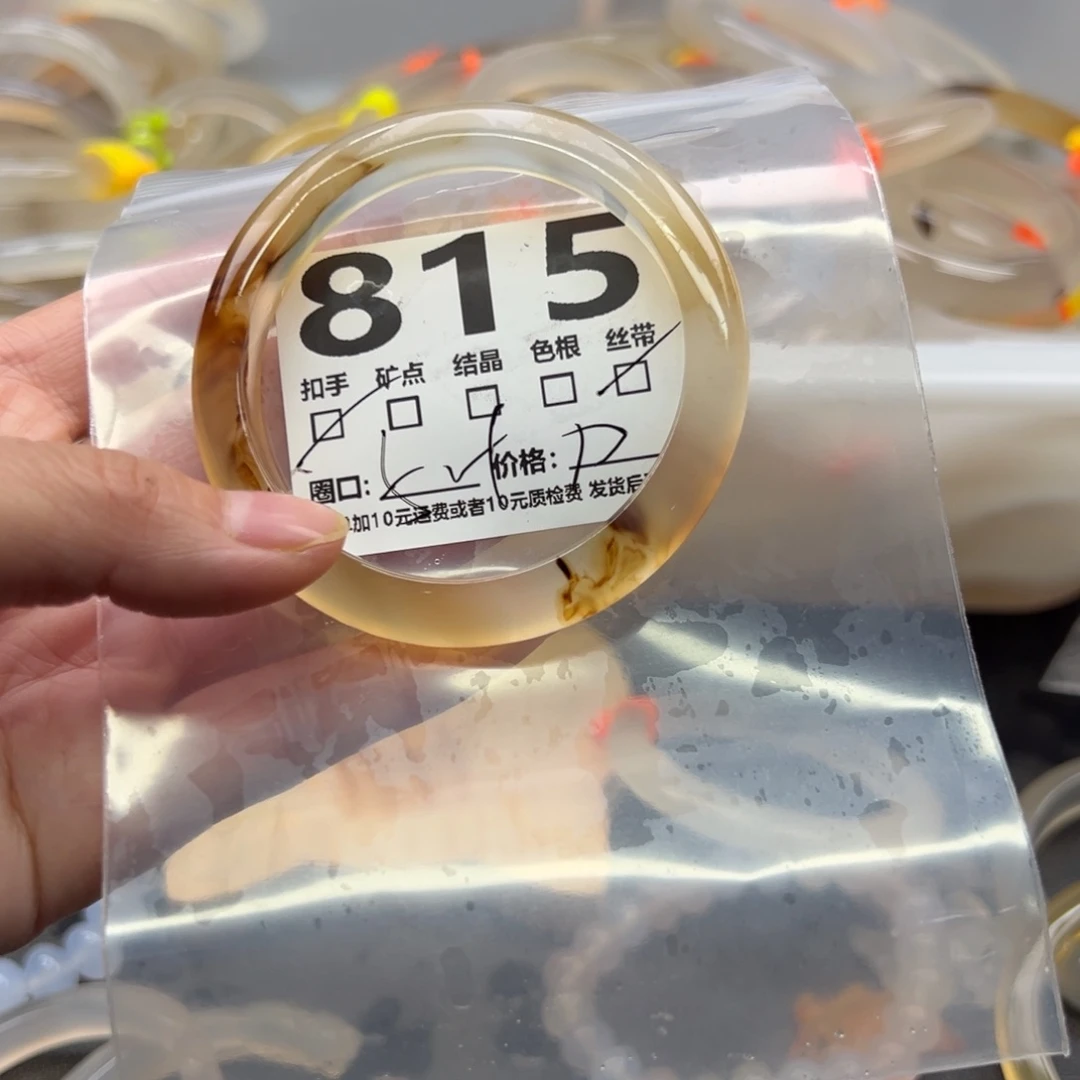 815
扣手 矿点 结晶 色根 丝带
圈口: 价格:
加10元通费或者10元质检费 发货后